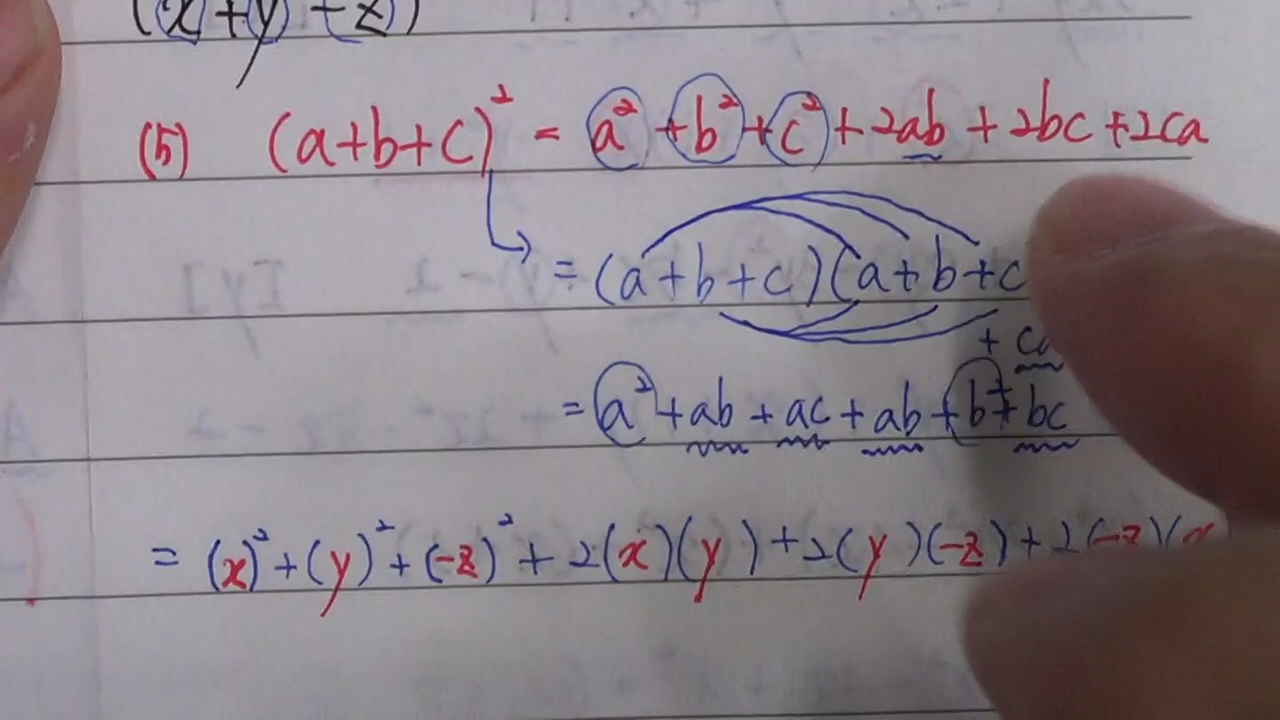 (x+y-z)
(5) (a+b+c)² = a²+b²+c²+2ab+2bc+2ca
=(a+b+c)(a+b+c
+ ca
=a²+ab+ac+ab+b²+bc
=(x)²+(y)²+(-z)²+2(x)(y)+2(y)(-z)+2(-z)(x